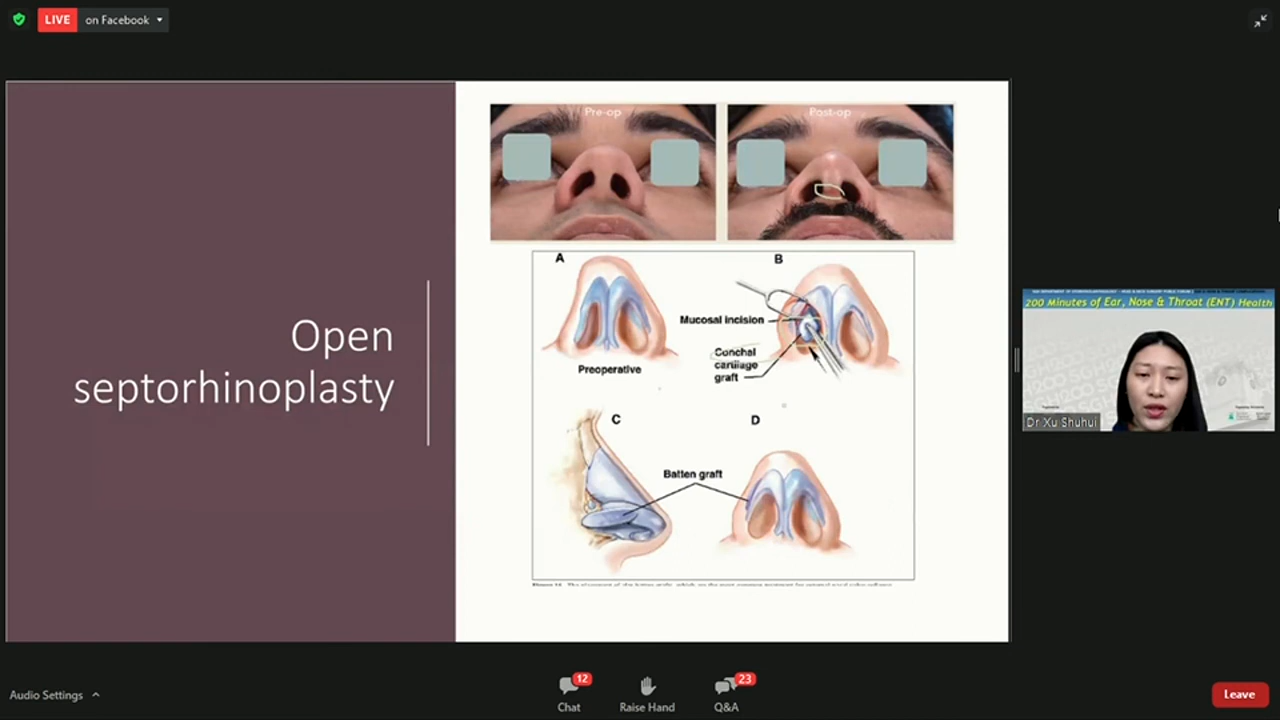 LIVE on Facebook
Open
septorhinoplasty
Pre-op
Post-op
A
B
Mucosal incision
Conchal
cartilage
graft
Preoperative
C
D
Batten graft
200 Minutes of Ear, Nose & Throat (ENT) Health
Dr Xu Shuhui
Audio Settings
12
Chat
Raise Hand
23
Q&A
Leave